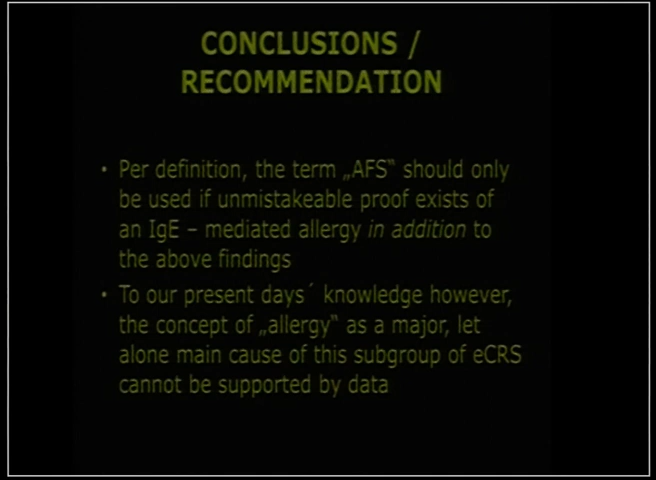 CONCLUSIONS /
RECOMMENDATION
• Per definition, the term „AFS“ should only
be used if unmistakeable proof exists of
an IgE – mediated allergy in addition to
the above findings
• To our present days´ knowledge however,
the concept of „allergy“ as a major, let
alone main cause of this subgroup of eCRS
cannot be supported by data